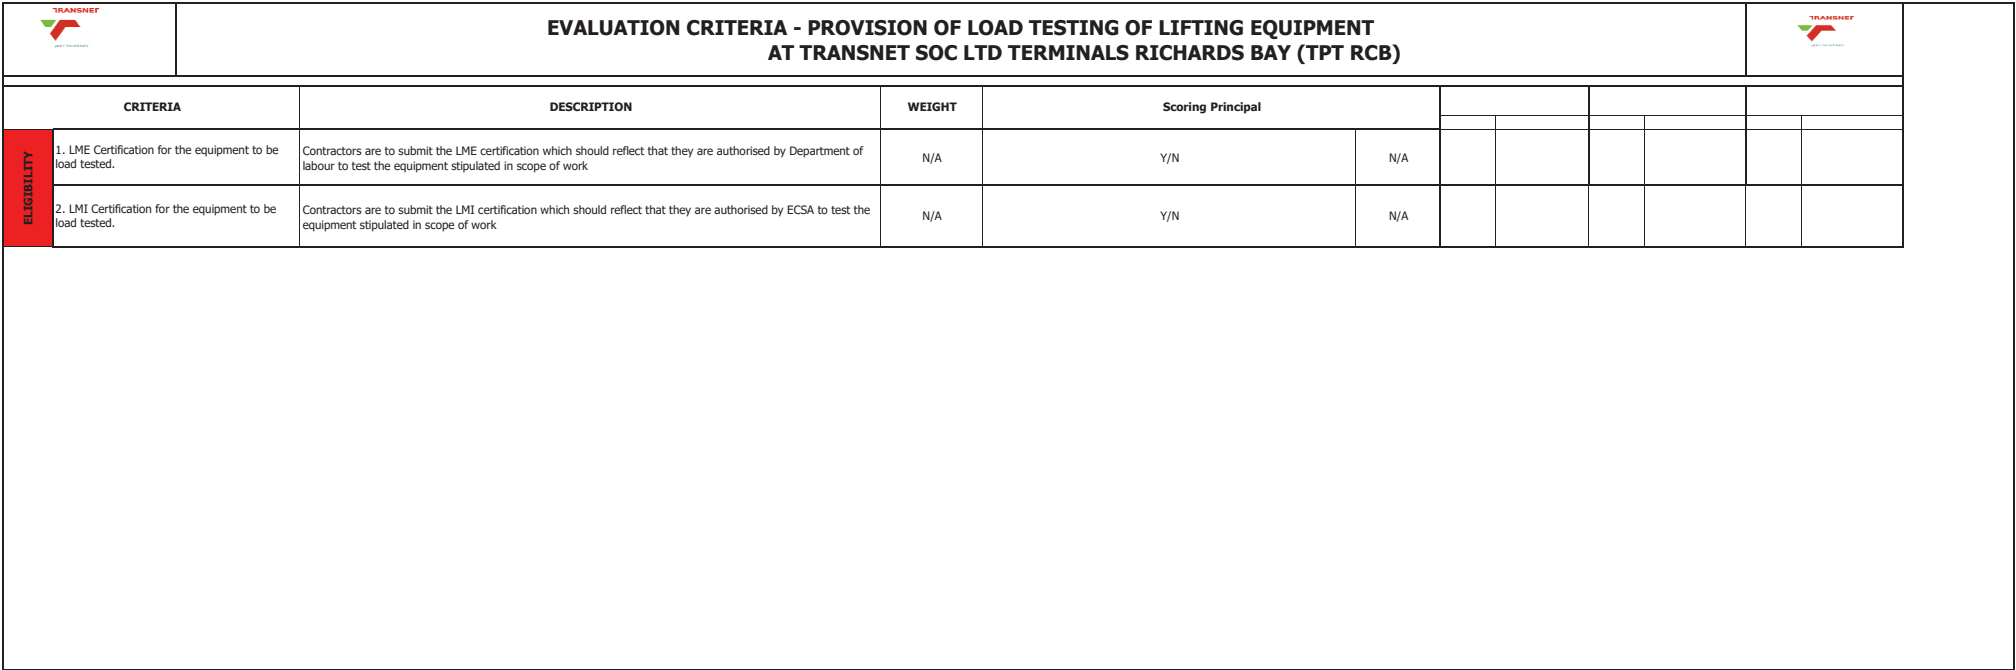 TRANSNET
EVALUATION CRITERIA - PROVISION OF LOAD TESTING OF LIFTING EQUIPMENT
AT TRANSNET SOC LTD TERMINALS RICHARDS BAY (TPT RCB)
TRANSNET
CRITERIA
DESCRIPTION
WEIGHT
Scoring Principal
ELIGIBILITY
1. LME Certification for the equipment to be
load tested.
Contractors are to submit the LME certification which should reflect that they are authorised by Department of
labour to test the equipment stipulated in scope of work
N/A
Y/N
N/A
2. LMI Certification for the equipment to be
load tested.
Contractors are to submit the LMI certification which should reflect that they are authorised by ECSA to test the
equipment stipulated in scope of work
N/A
Y/N
N/A